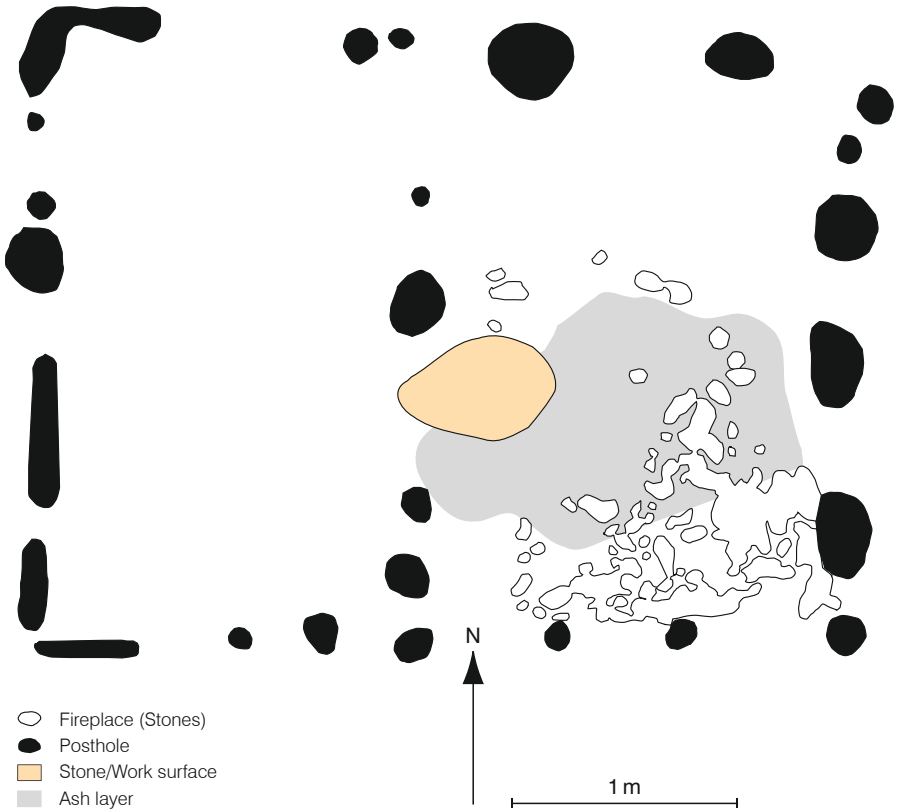 N
Fireplace (Stones)
Posthole
Stone/Work surface
Ash layer
1 m